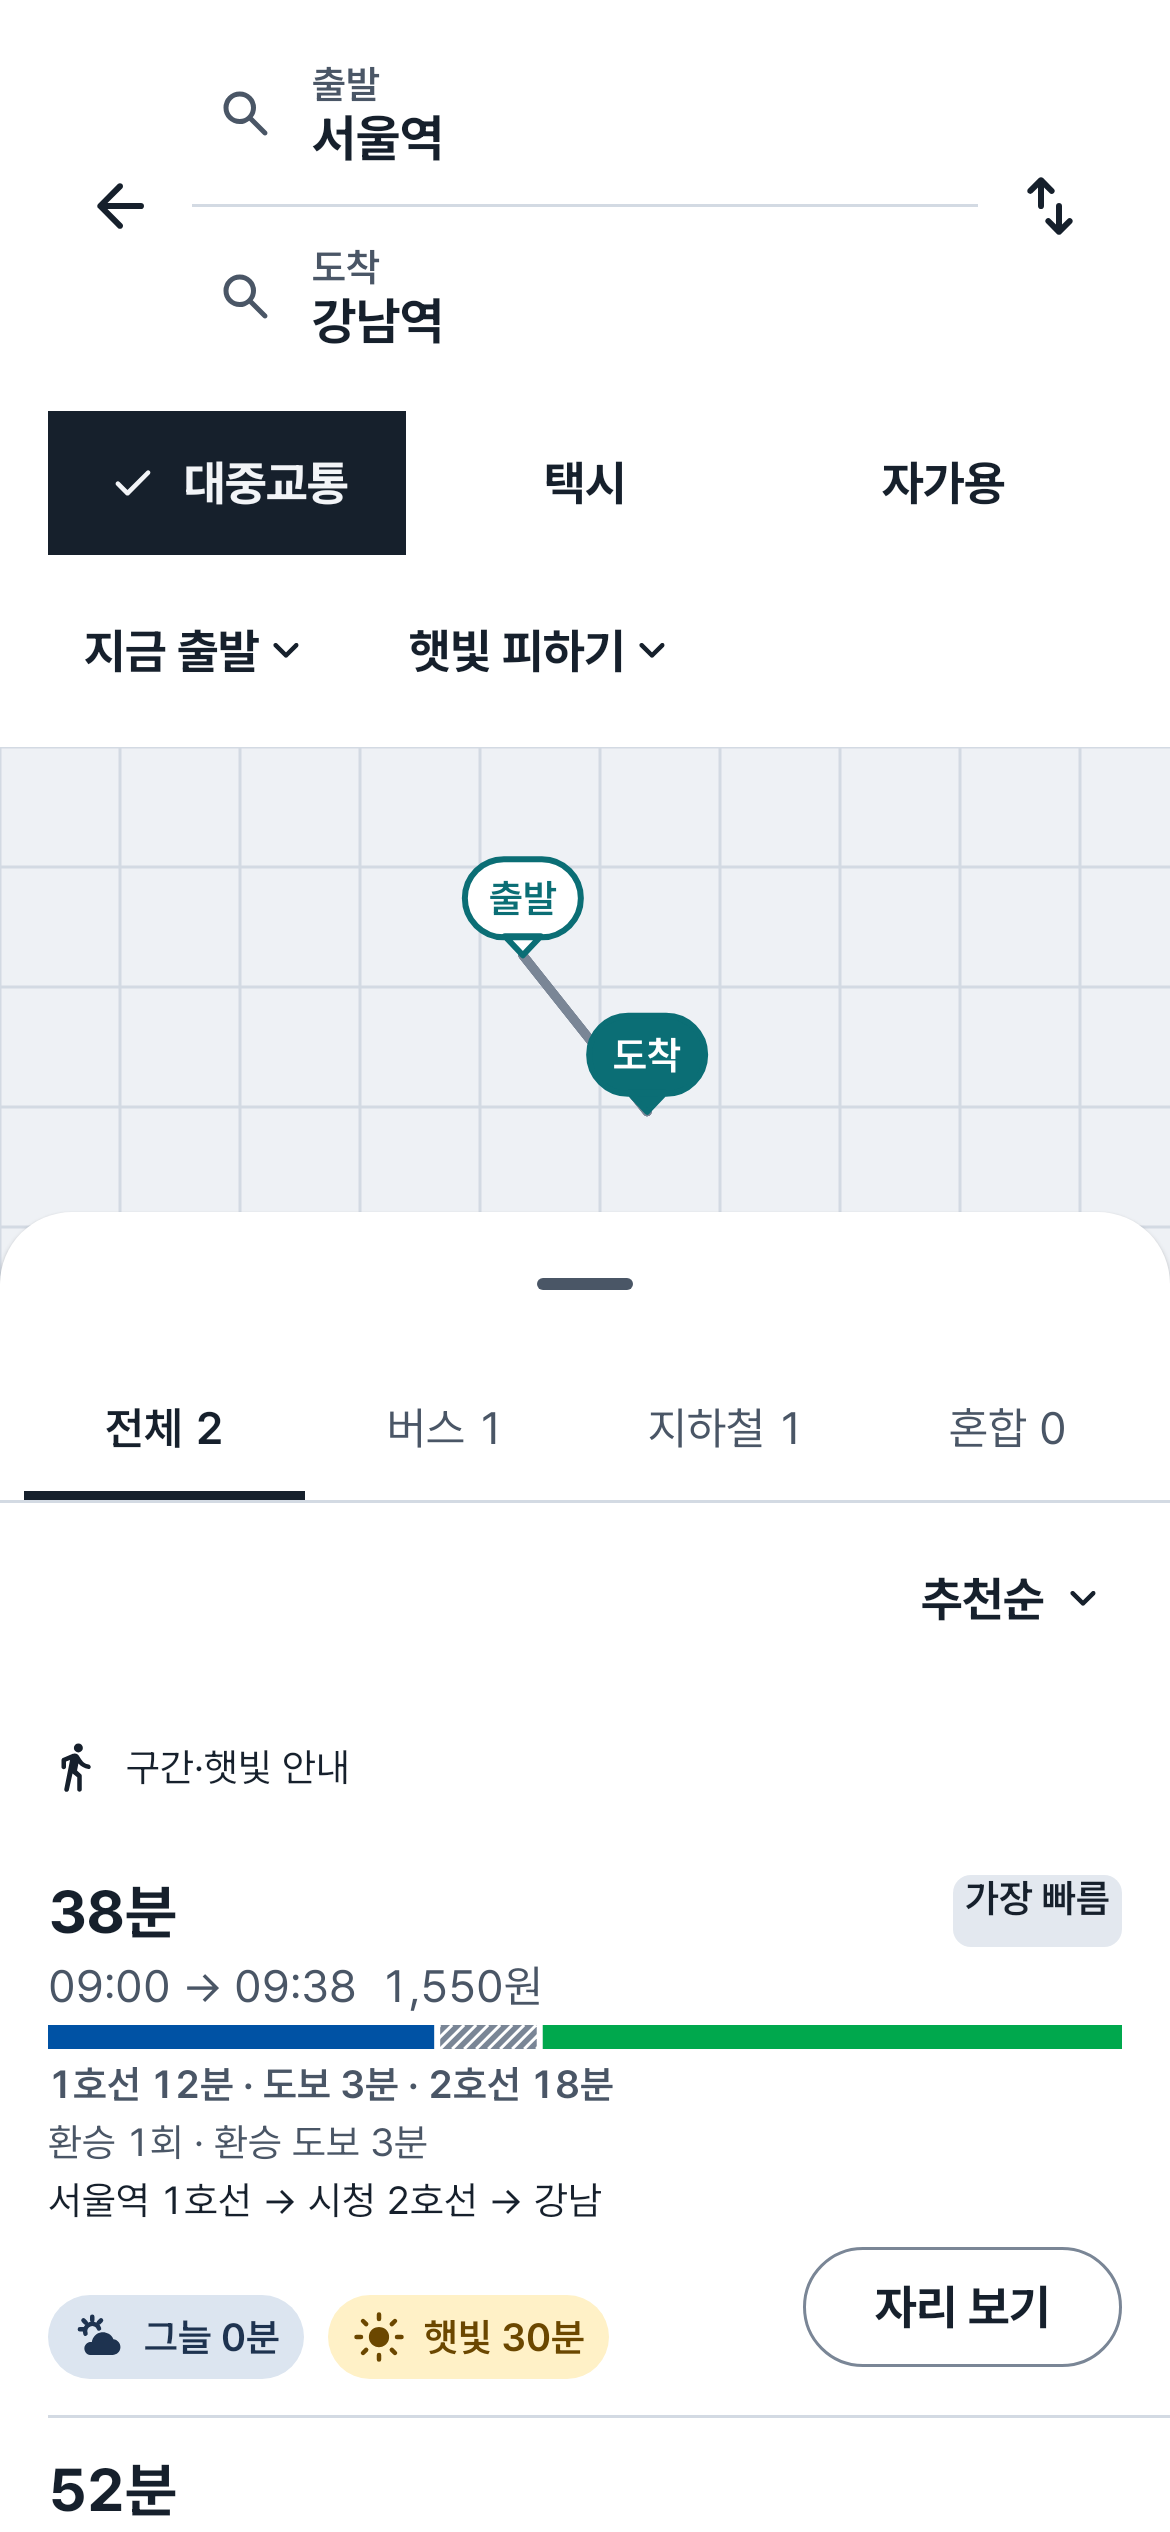 출발
서울역
도착
강남역
대중교통
택시
자가용
지금 출발
햇빛 피하기
출발
도착
전체 2
버스 1
지하철 1
혼합 0
추천순
구간·햇빛 안내
38분
가장 빠름
09:00 → 09:38 1,550원
1호선 12분 · 도보 3분 · 2호선 18분
환승 1회 · 환승 도보 3분
서울역 1호선 → 시청 2호선 → 강남
자리 보기
그늘 0분
햇빛 30분
52분